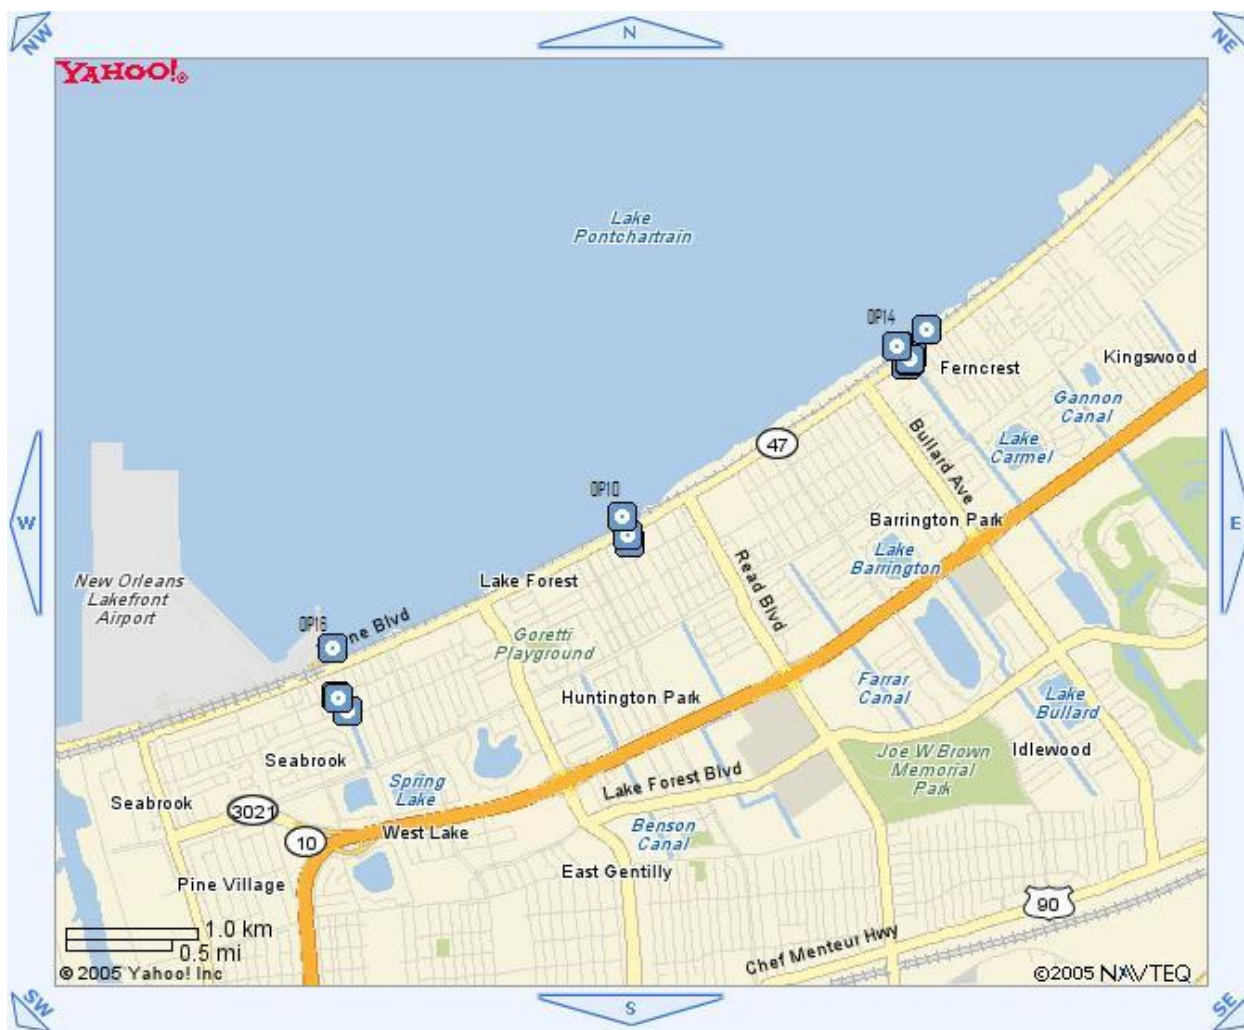 NW
N
NE
YAHOO!®
Lake
Pontchartrain
OP14
Kingswood
Ferncrest
Gannon
Canal
47
Bullard Ave
Lake
Carmel
OP10
W
E
Barrington Park
Lake
Barrington
Read Blvd
New Orleans
Lakefront
Airport
Lake Forest
OP16
ne Blvd
Goretti
Playground
Huntington Park
Farrar
Canal
Lake
Bullard
Seabrook
Joe W Brown
Memorial
Park
Idlewood
Spring
Lake
Lake Forest Blvd
Seabrook
3021
10
West Lake
Benson
Canal
East Gentilly
Pine Village
90
Chef Menteur Hwy
1.0 km
0.5 mi
© 2005 Yahoo! Inc
©2005 NAVTEQ
SW
S
SE